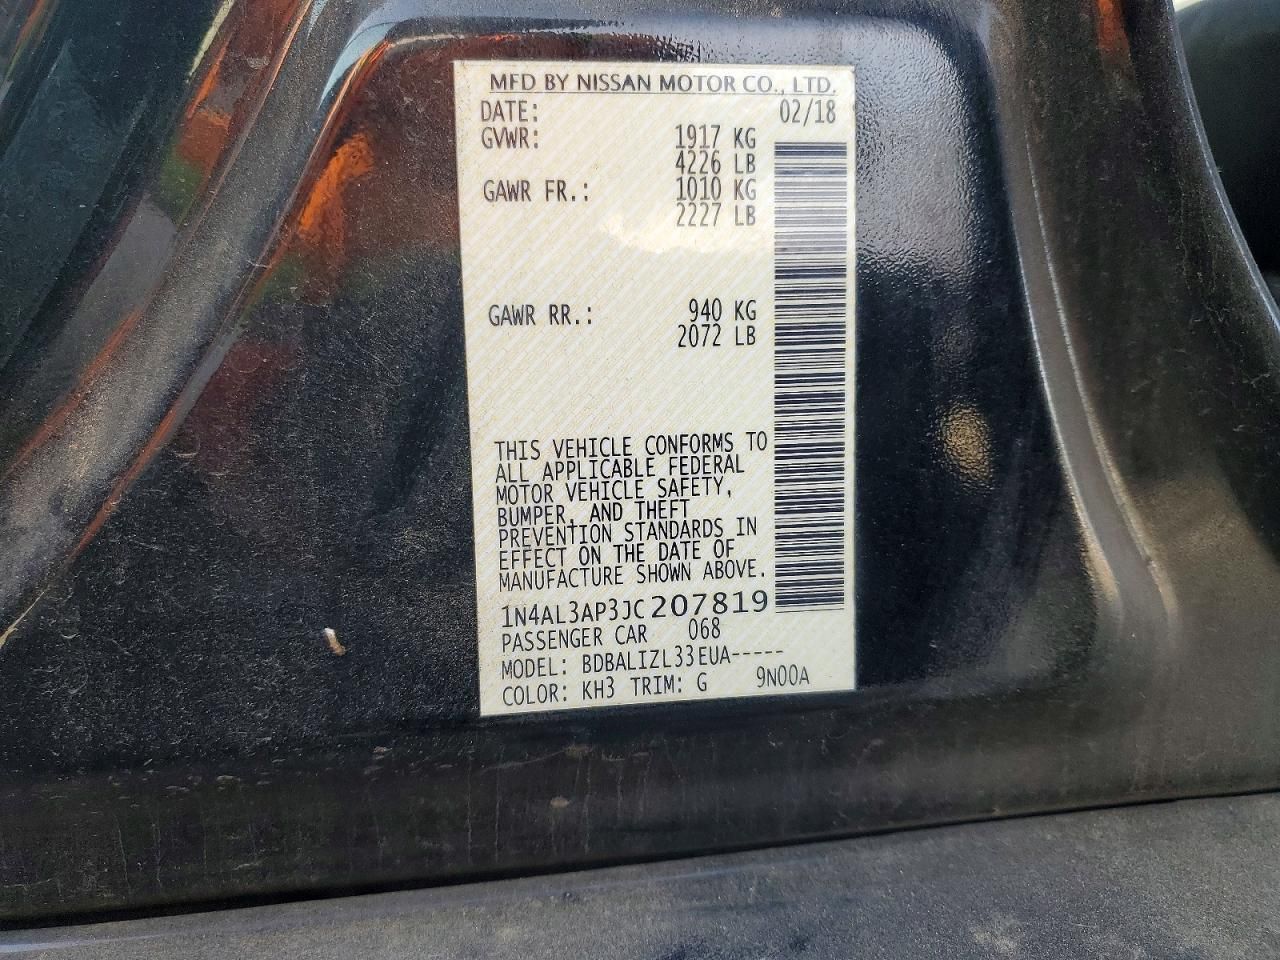 MFD BY NISSAN MOTOR CO., LTD.
DATE: 02/18
GVWR: 1917 KG
4226 LB
GAWR FR.: 1010 KG
2227 LB
GAWR RR.: 940 KG
2072 LB
THIS VEHICLE CONFORMS TO
ALL APPLICABLE FEDERAL
MOTOR VEHICLE SAFETY,
BUMPER, AND THEFT
PREVENTION STANDARDS IN
EFFECT ON THE DATE OF
MANUFACTURE SHOWN ABOVE.
1N4AL3AP3JC207819
PASSENGER CAR 068
MODEL: BDBALIZL33EUA-----
COLOR: KH3 TRIM: G 9N00A